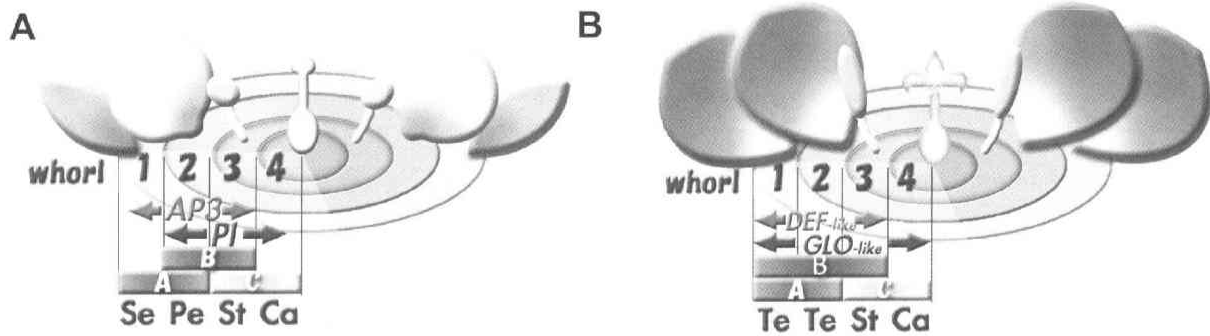 A
whorl 1 2 3 4
AP3
PI
B
A C
Se Pe St Ca
B
whorl 1 2 3 4
DEF-like
GLO-like
B
A C
Te Te St Ca